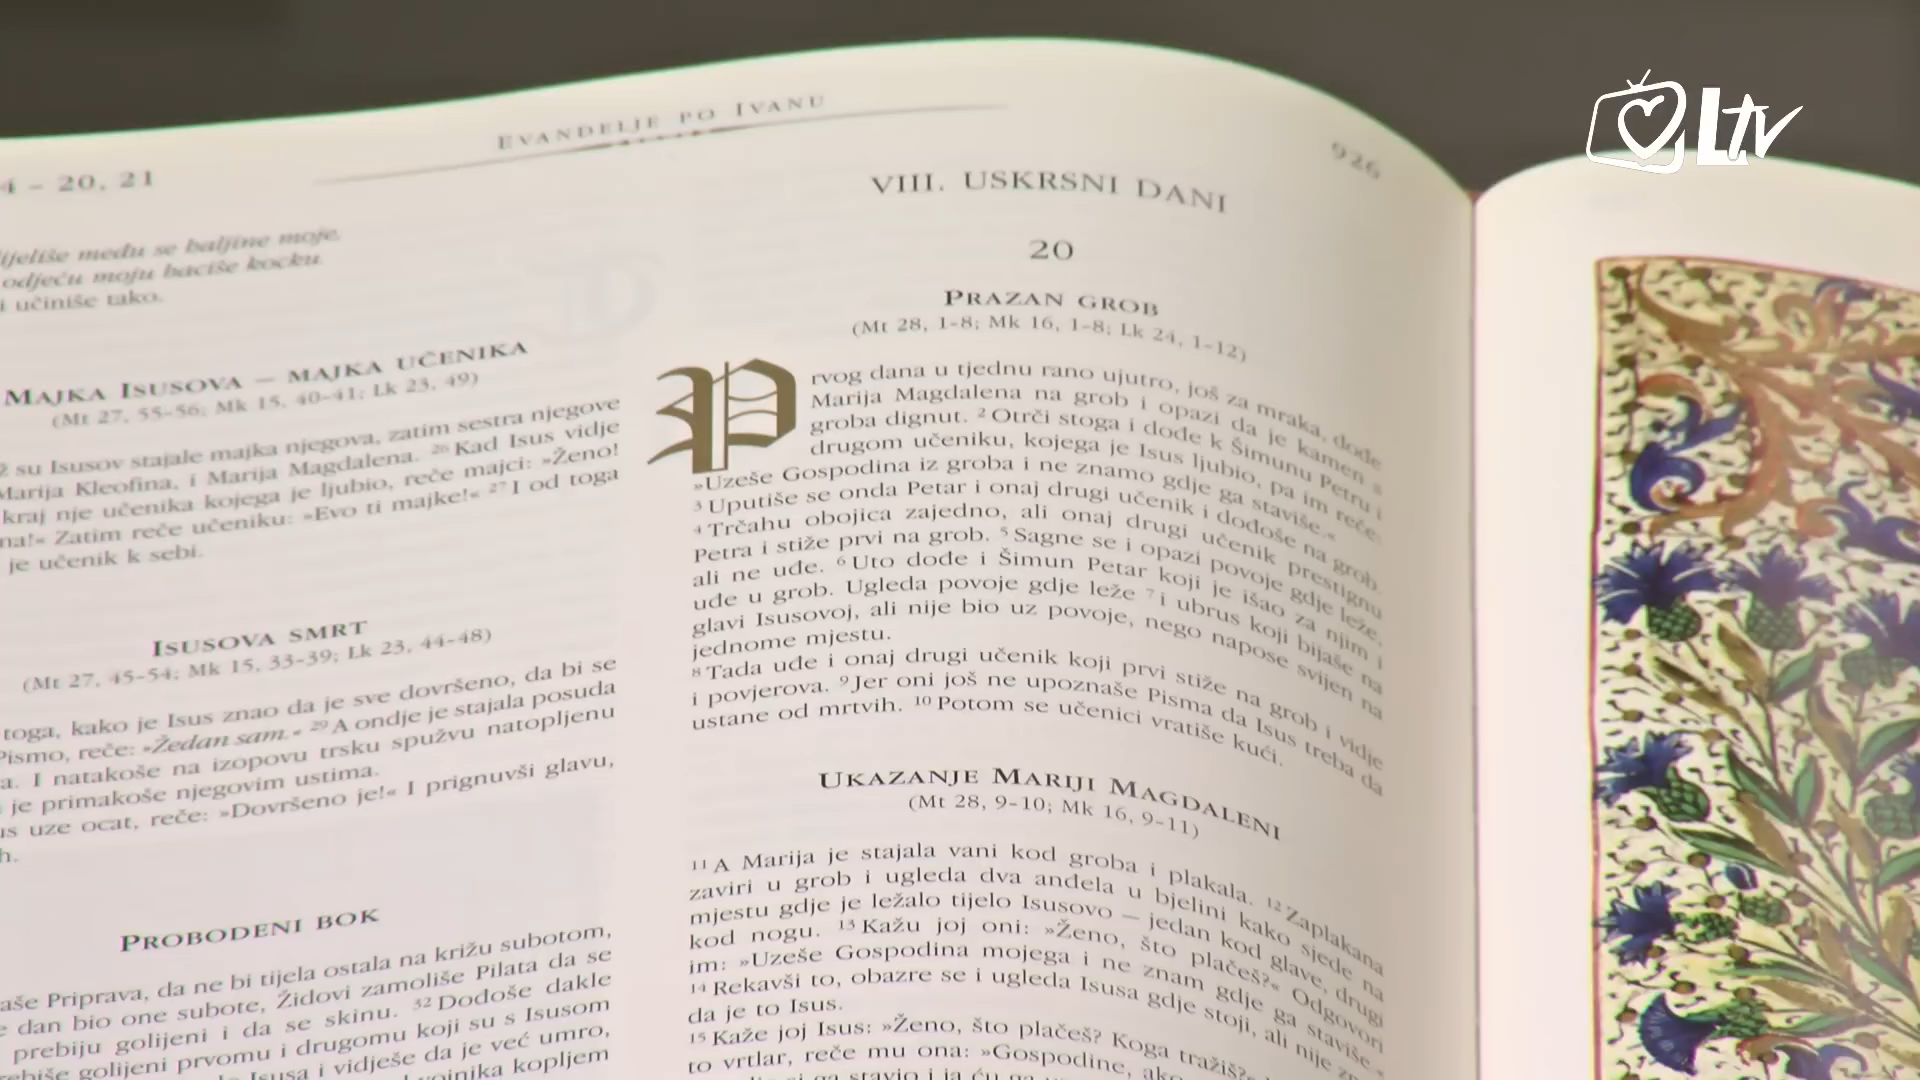 EVANĐELJE PO IVANU
926
4 – 20, 21
ijeliše među se haljine moje,
odjeću moju baciše kocku.
i učiniše tako.
MAJKA ISUSOVA – MAJKA UČENIKA
(Mt 27, 55-56; Mk 15, 40-41; Lk 23, 49)
ž su Isusov stajale majka njegova, zatim sestra njegove
Marija Kleofina, i Marija Magdalena. 26 Kad Isus vidje
kraj nje učenika kojega je ljubio, reče majci: »Ženo!
na!« Zatim reče učeniku: »Evo ti majke!« 27 I od toga
je učenik k sebi.
ISUSOVA SMRT
(Mt 27, 45-54; Mk 15, 33-39; Lk 23, 44-48)
toga, kako je Isus znao da je sve dovršeno, da bi se
Pismo, reče: »Žedan sam.« 29 A ondje je stajala posuda
a. I natakoše na izopovu trsku spužvu natopljenu
i je primakoše njegovim ustima.
us uze ocat, reče: »Dovršeno je!« I prignuvši glavu,
h.
PROBODENI BOK
aše Priprava, da ne bi tijela ostala na križu subotom,
e dan bio one subote, Židovi zamoliše Pilata da se
prebiju golijeni i da se skinu. 32 Dođoše dakle
rebiše golijeni prvomu i drugomu koji su s Isusom
Isusa i vidješe da je već umro,
vojnika kopljem
VIII. USKRSNI DANI
20
PRAZAN GROB
(Mt 28, 1-8; Mk 16, 1-8; Lk 24, 1-12)
Prvog dana u tjednu rano ujutro, još za mraka, dođe
Marija Magdalena na grob i opazi da je kamen s
groba dignut. 2 Otrči stoga i dođe k Šimunu Petru i
drugom učeniku, kojega je Isus ljubio, pa im reče:
»Uzeše Gospodina iz groba i ne znamo gdje ga staviše.«
3 Uputiše se onda Petar i onaj drugi učenik i dođoše na grob.
4 Trčahu obojica zajedno, ali onaj drugi učenik prestignu
Petra i stiže prvi na grob. 5 Sagne se i opazi povoje gdje leže,
ali ne uđe. 6 Uto dođe i Šimun Petar koji je išao za njim i
uđe u grob. Ugleda povoje gdje leže 7 i ubrus koji bijaše na
glavi Isusovoj, ali nije bio uz povoje, nego napose svijen na
jednome mjestu.
8 Tada uđe i onaj drugi učenik koji prvi stiže na grob i vidje
i povjerova. 9 Jer oni još ne upoznaše Pisma da Isus treba da
ustane od mrtvih. 10 Potom se učenici vratiše kući.
UKAZANJE MARIJI MAGDALENI
(Mt 28, 9-10; Mk 16, 9-11)
11 A Marija je stajala vani kod groba i plakala. 12 Zaplakana
zaviri u grob i ugleda dva anđela u bjelini kako sjede na
mjestu gdje je ležalo tijelo Isusovo – jedan kod glave, drugi
kod nogu. 13 Kažu joj oni: »Ženo, što plačeš?« Odgovori
im: »Uzeše Gospodina mojega i ne znam gdje ga staviše.«
14 Rekavši to, obazre se i ugleda Isusa gdje stoji, ali nije
da je to Isus.
15 Kaže joj Isus: »Ženo, što plačeš? Koga tražiš?«
to vrtlar, reče mu ona: »Gospodine, ako
LTV